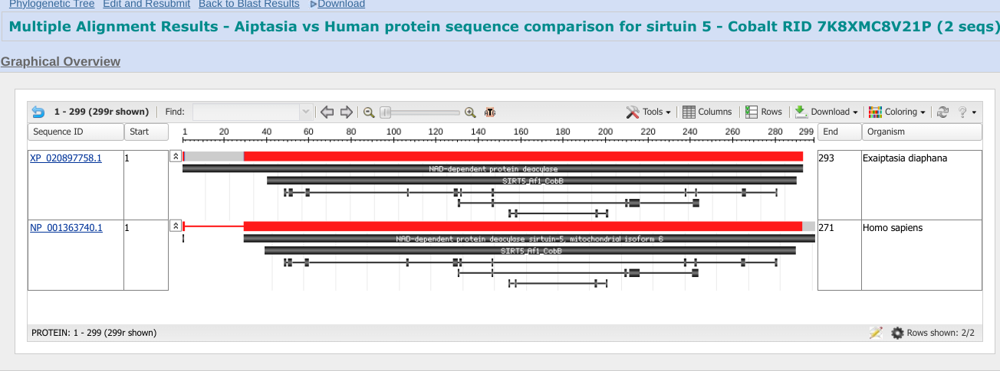 Phylogenetic Tree Edit and Resubmit Back to Blast Results Download
Multiple Alignment Results - Aiptasia vs Human protein sequence comparison for sirtuin 5 - Cobalt RID 7K8XMC8V21P (2 seqs)
Graphical Overview
1 - 299 (299r shown) Find: Tools Columns Rows Download Coloring ?
Sequence ID Start 1 20 40 60 80 100 120 140 160 180 200 220 240 260 280 299 End Organism
XP_020897758.1 1 293 Exaiptasia diaphana
NAD-dependent protein deacylase
SIRT5_Af1_CobB
NP_001363740.1 1 271 Homo sapiens
NAD-dependent protein deacylase sirtuin-5, mitochondrial isoform 6
SIRT5_Af1_CobB
PROTEIN: 1 - 299 (299r shown) Rows shown: 2/2